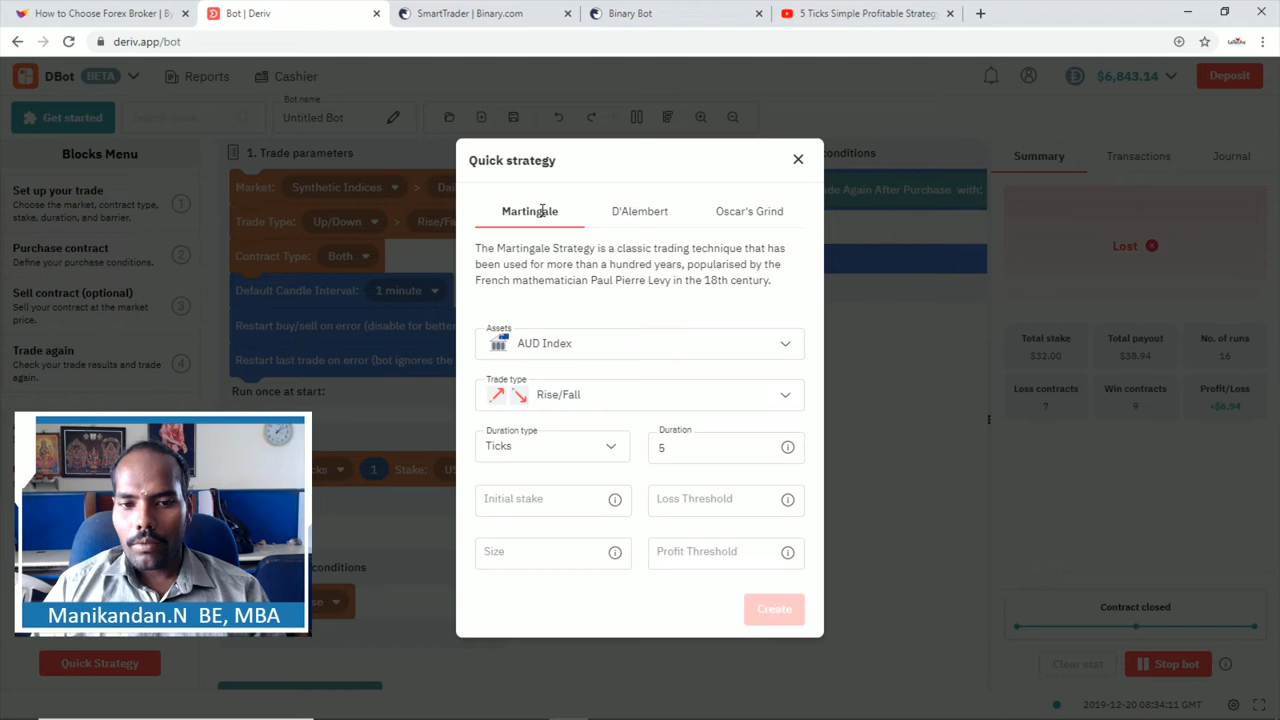 How to Choose Forex Broker | By
Bot | Deriv
SmartTrader | Binary.com
Binary Bot
5 Ticks Simple Profitable Strategy
deriv.app/bot
DBot BETA
Reports
Cashier
$6,843.14
Deposit
Get started
Bot name
Untitled Bot
Blocks Menu
Set up your trade
Choose the market, contract type,
stake, duration, and barrier.
1
Purchase contract
Define your purchase conditions.
2
Sell contract (optional)
Sell your contract at the market
price.
3
Trade again
Check your trade results and trade
again.
4
Quick Strategy
1. Trade parameters
Market: Synthetic Indices >
Trade Type: Up/Down >
Contract Type: Both
Default Candle Interval: 1 minute
Restart buy/sell on error (disable for better
Restart last trade on error (bot ignores the
Run once at start:
1 Stake:
conditions
conditions
Trade Again After Purchase with:
Quick strategy
Martingale
D'Alembert
Oscar's Grind
The Martingale Strategy is a classic trading technique that has
been used for more than a hundred years, popularised by the
French mathematician Paul Pierre Levy in the 18th century.
Assets
AUD Index
Trade type
Rise/Fall
Duration type
Ticks
Duration
5
Initial stake
Loss Threshold
Size
Profit Threshold
Create
Summary
Transactions
Journal
Lost
Total stake
$32.00
Total payout
$38.94
No. of runs
16
Loss contracts
7
Win contracts
9
Profit/Loss
+$6.94
Contract closed
Clear stat
Stop bot
2019-12-20 08:34:11 GMT
Manikandan.N BE, MBA